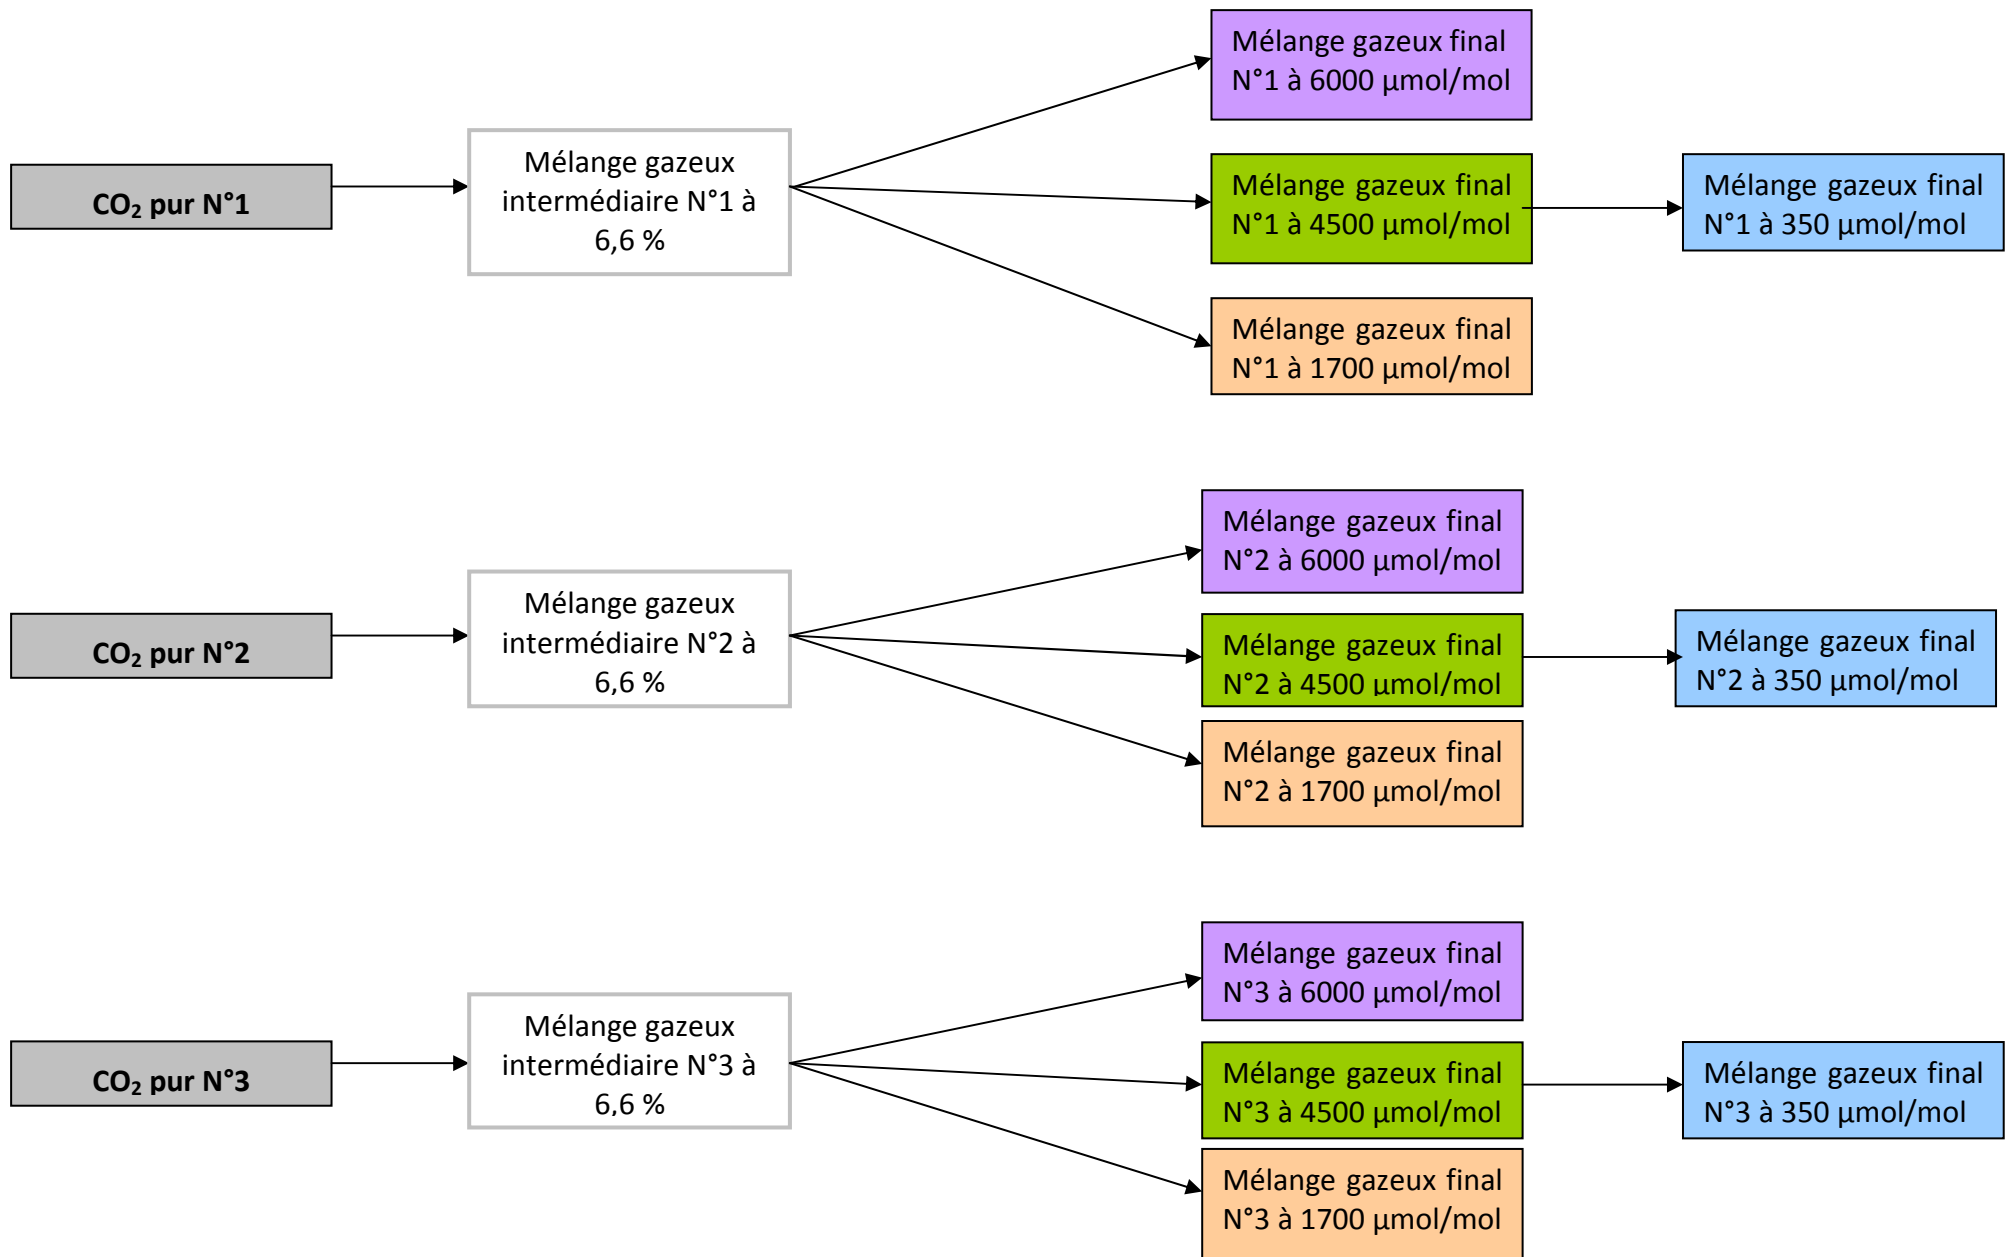 CO₂ pur N°1
Mélange gazeux
intermédiaire N°1 à
6,6 %
Mélange gazeux final
N°1 à 6000 µmol/mol
Mélange gazeux final
N°1 à 4500 µmol/mol
Mélange gazeux final
N°1 à 1700 µmol/mol
Mélange gazeux final
N°1 à 350 µmol/mol
CO₂ pur N°2
Mélange gazeux
intermédiaire N°2 à
6,6 %
Mélange gazeux final
N°2 à 6000 µmol/mol
Mélange gazeux final
N°2 à 4500 µmol/mol
Mélange gazeux final
N°2 à 1700 µmol/mol
Mélange gazeux final
N°2 à 350 µmol/mol
CO₂ pur N°3
Mélange gazeux
intermédiaire N°3 à
6,6 %
Mélange gazeux final
N°3 à 6000 µmol/mol
Mélange gazeux final
N°3 à 4500 µmol/mol
Mélange gazeux final
N°3 à 1700 µmol/mol
Mélange gazeux final
N°3 à 350 µmol/mol